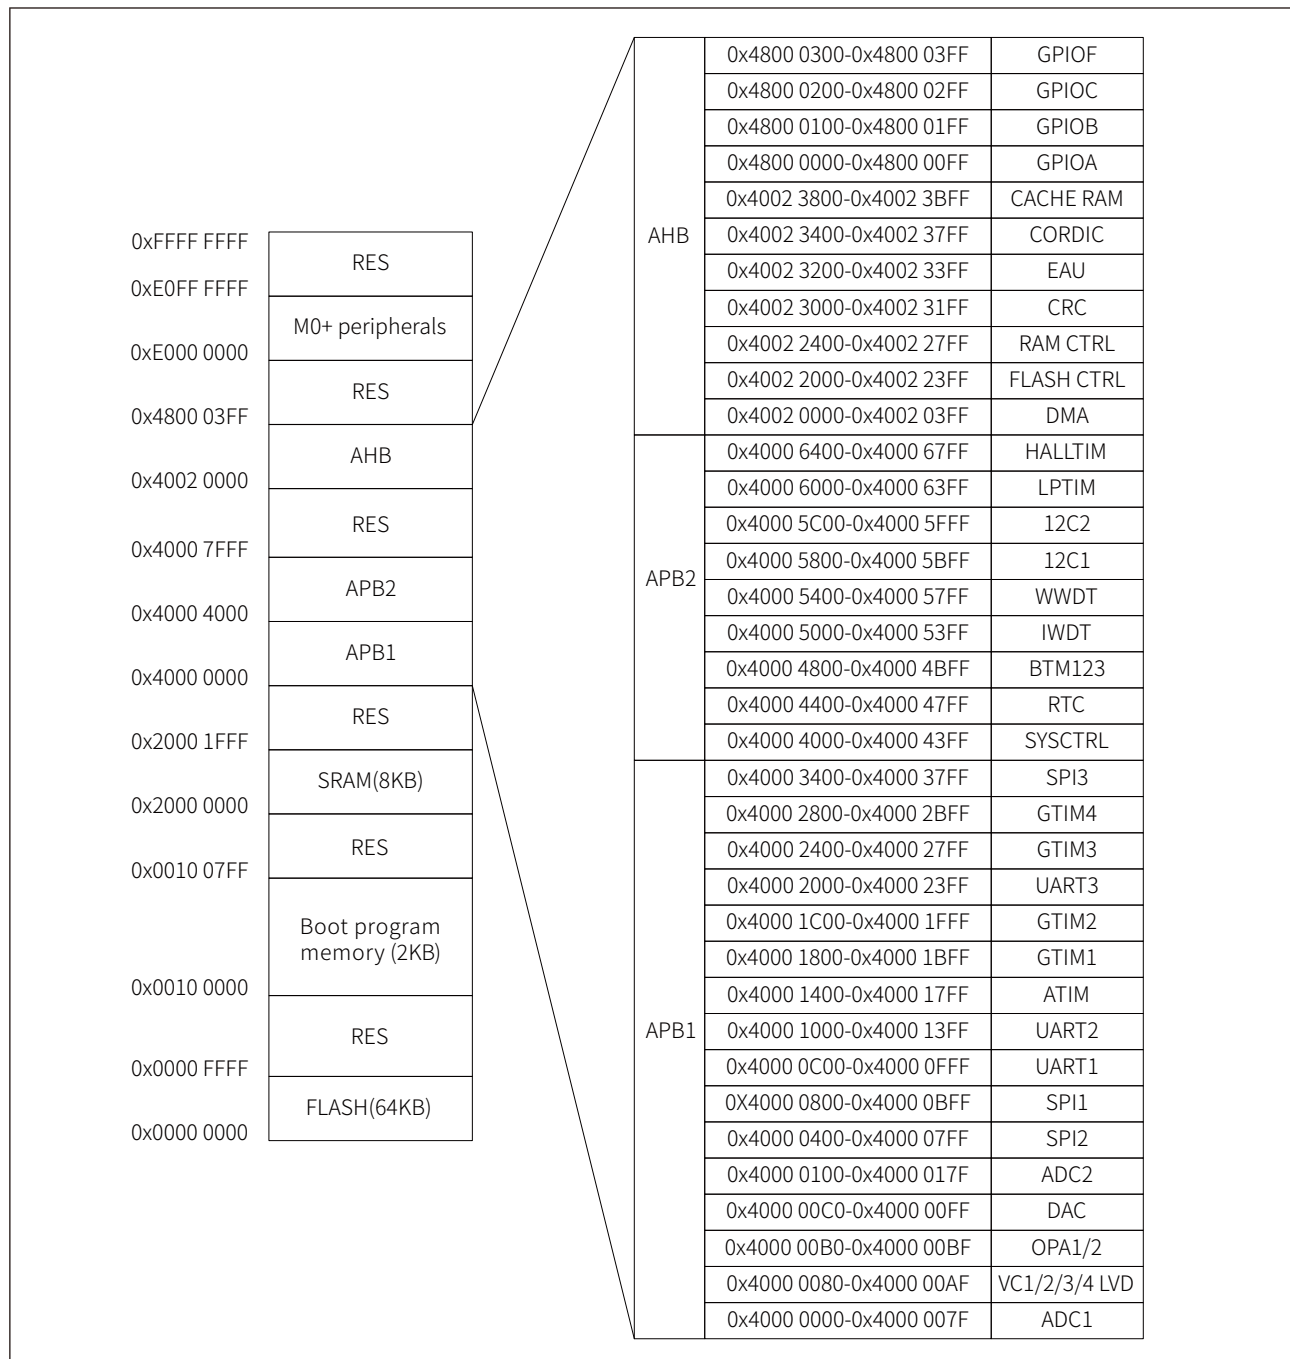 0xFFFF FFFF
RES
0xE0FF FFFF
M0+ peripherals
0xE000 0000
RES
0x4800 03FF
AHB
0x4002 0000
RES
0x4000 7FFF
APB2
0x4000 4000
APB1
0x4000 0000
RES
0x2000 1FFF
SRAM(8KB)
0x2000 0000
RES
0x0010 07FF
Boot program
memory (2KB)
0x0010 0000
RES
0x0000 FFFF
FLASH(64KB)
0x0000 0000
AHB
0x4800 0300-0x4800 03FF GPIOF
0x4800 0200-0x4800 02FF GPIOC
0x4800 0100-0x4800 01FF GPIOB
0x4800 0000-0x4800 00FF GPIOA
0x4002 3800-0x4002 3BFF CACHE RAM
0x4002 3400-0x4002 37FF CORDIC
0x4002 3200-0x4002 33FF EAU
0x4002 3000-0x4002 31FF CRC
0x4002 2400-0x4002 27FF RAM CTRL
0x4002 2000-0x4002 23FF FLASH CTRL
0x4002 0000-0x4002 03FF DMA
APB2
0x4000 6400-0x4000 67FF HALLTIM
0x4000 6000-0x4000 63FF LPTIM
0x4000 5C00-0x4000 5FFF 12C2
0x4000 5800-0x4000 5BFF 12C1
0x4000 5400-0x4000 57FF WWDT
0x4000 5000-0x4000 53FF IWDT
0x4000 4800-0x4000 4BFF BTM123
0x4000 4400-0x4000 47FF RTC
0x4000 4000-0x4000 43FF SYSCTRL
APB1
0x4000 3400-0x4000 37FF SPI3
0x4000 2800-0x4000 2BFF GTIM4
0x4000 2400-0x4000 27FF GTIM3
0x4000 2000-0x4000 23FF UART3
0x4000 1C00-0x4000 1FFF GTIM2
0x4000 1800-0x4000 1BFF GTIM1
0x4000 1400-0x4000 17FF ATIM
0x4000 1000-0x4000 13FF UART2
0x4000 0C00-0x4000 0FFF UART1
0X4000 0800-0x4000 0BFF SPI1
0x4000 0400-0x4000 07FF SPI2
0x4000 0100-0x4000 017F ADC2
0x4000 00C0-0x4000 00FF DAC
0x4000 00B0-0x4000 00BF OPA1/2
0x4000 0080-0x4000 00AF VC1/2/3/4 LVD
0x4000 0000-0x4000 007F ADC1